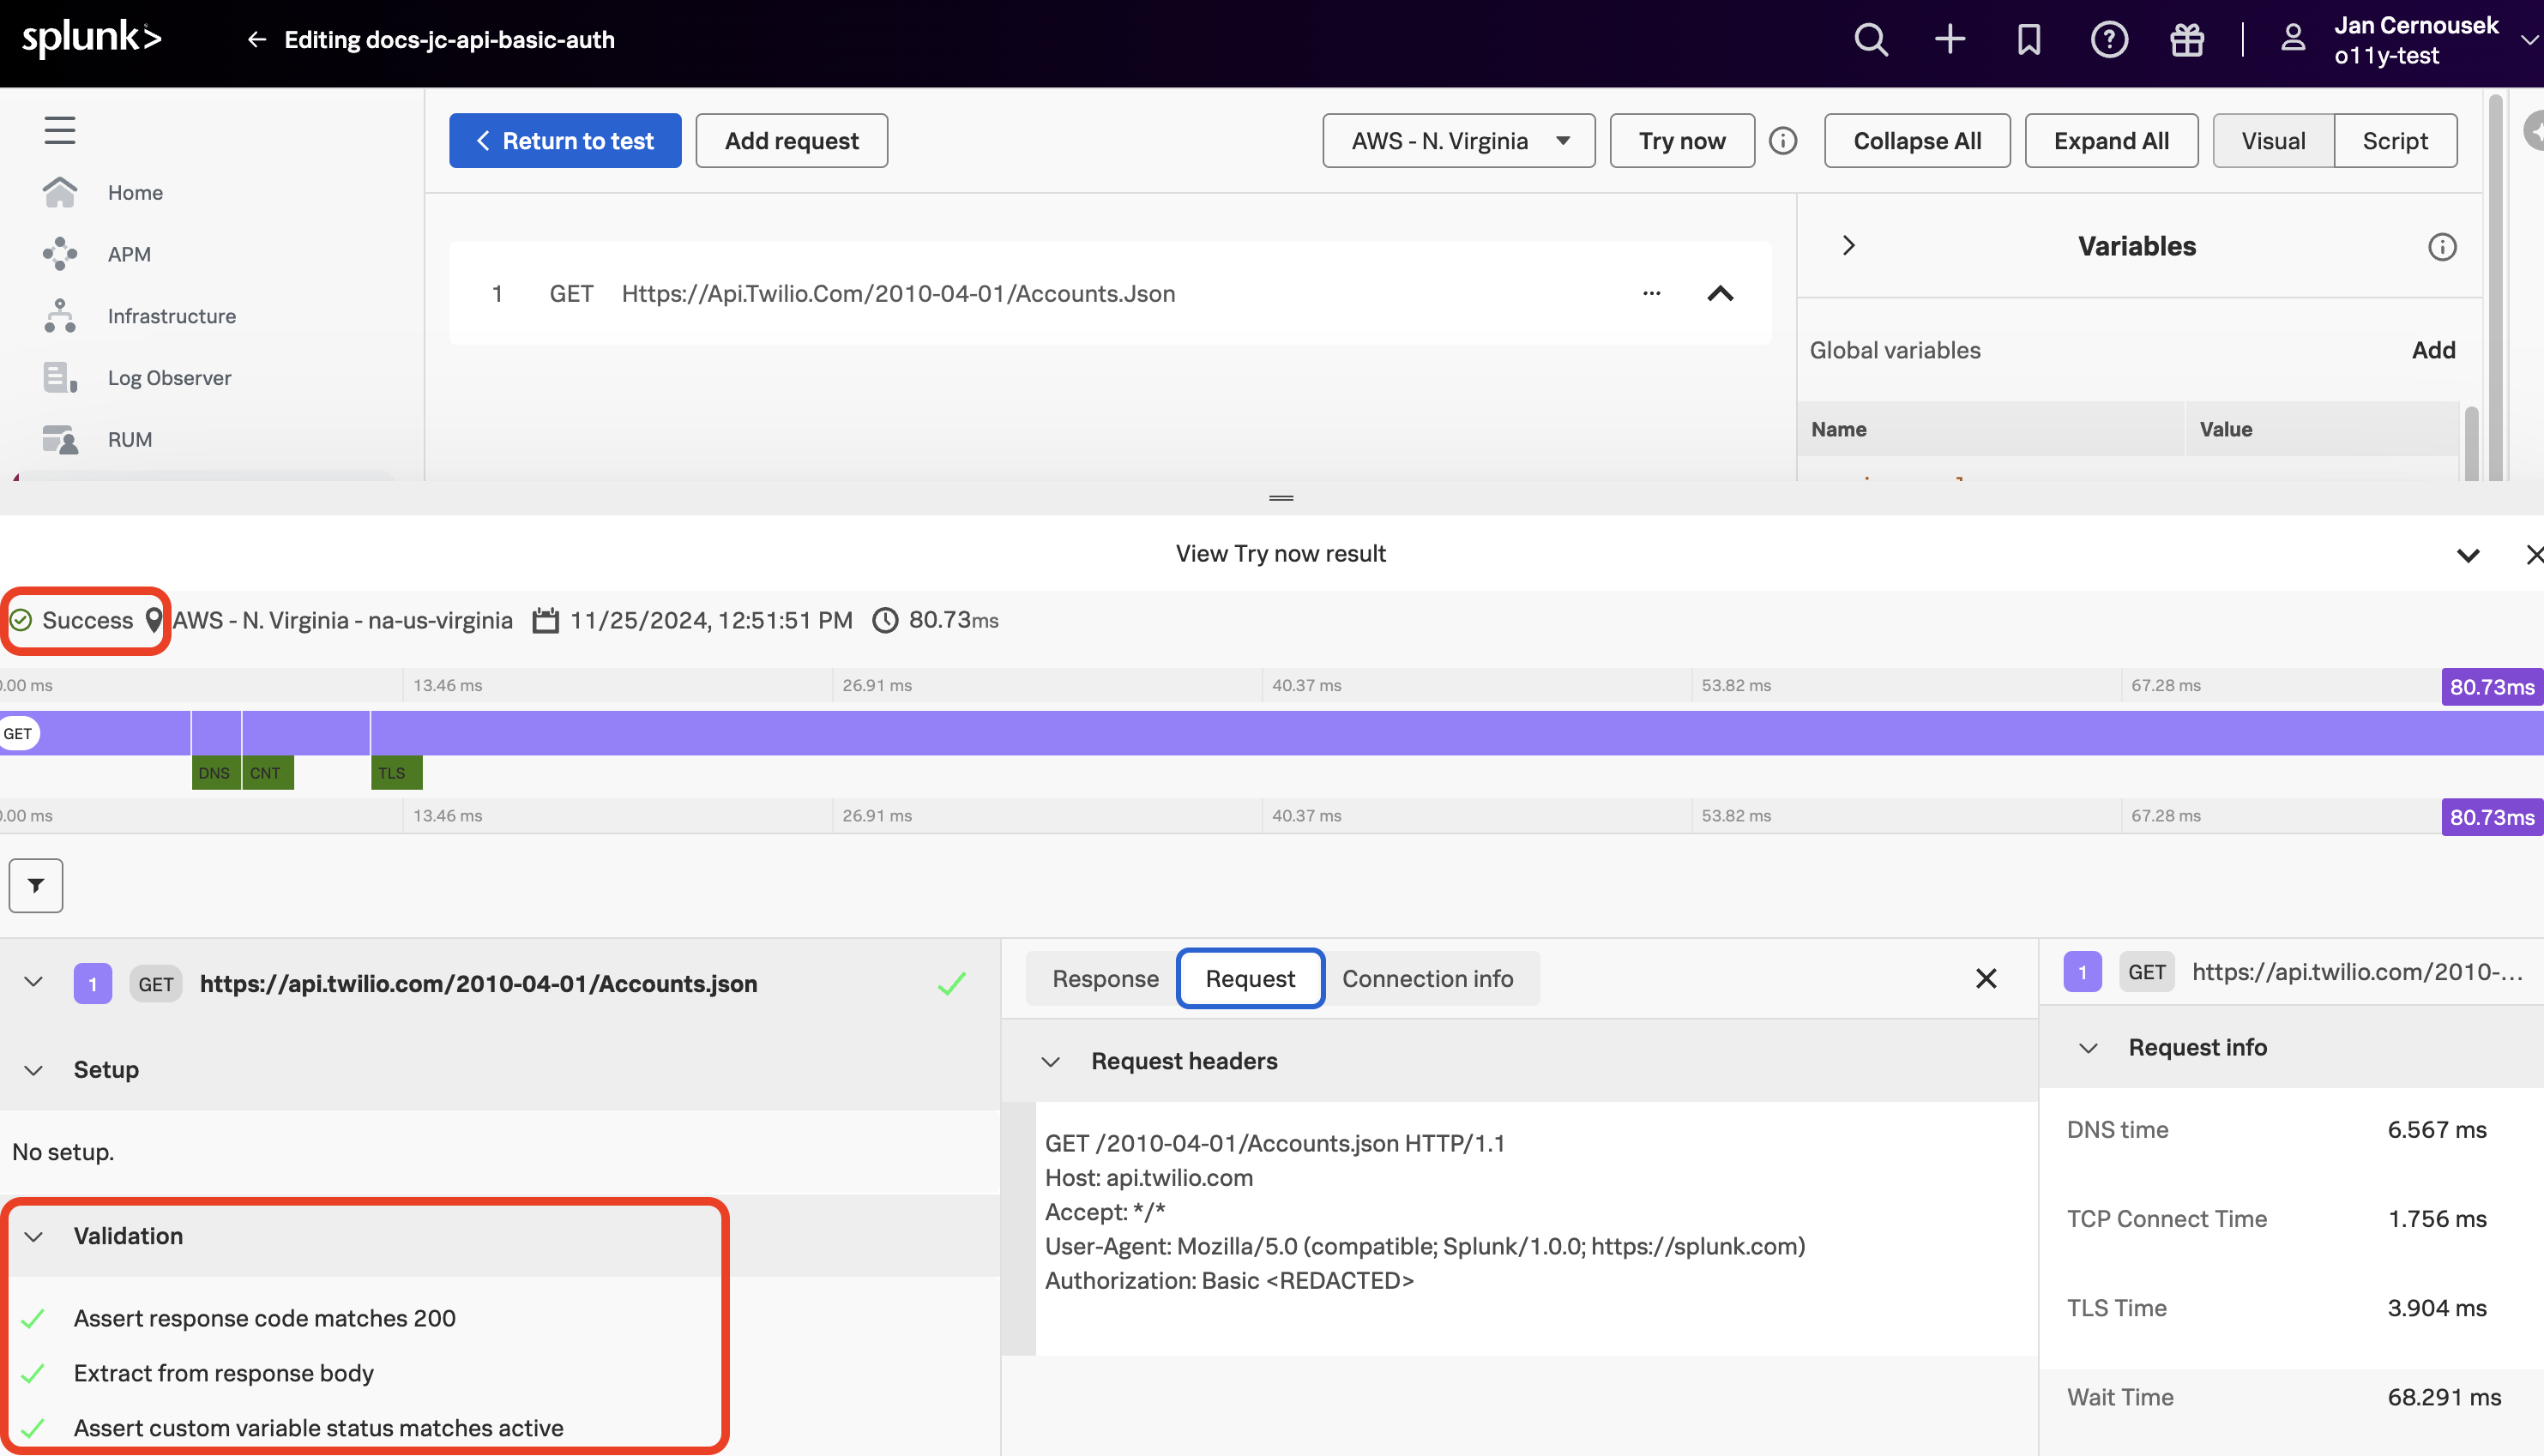 splunk>
Editing docs-jc-api-basic-auth
Jan Cernousek
o11y-test
Return to test
Add request
AWS - N. Virginia
Try now
Collapse All
Expand All
Visual
Script
Home
APM
Infrastructure
Log Observer
RUM
1 GET Https://Api.Twilio.Com/2010-04-01/Accounts.Json ...
Variables
Global variables
Add
Name Value
View Try now result
Success AWS - N. Virginia - na-us-virginia 11/25/2024, 12:51:51 PM 80.73ms
0.00 ms 13.46 ms 26.91 ms 40.37 ms 53.82 ms 67.28 ms 80.73ms
GET
DNS CNT TLS
0.00 ms 13.46 ms 26.91 ms 40.37 ms 53.82 ms 67.28 ms 80.73ms
1 GET https://api.twilio.com/2010-04-01/Accounts.json
Setup
No setup.
Validation
Assert response code matches 200
Extract from response body
Assert custom variable status matches active
Response Request Connection info
Request headers
GET /2010-04-01/Accounts.json HTTP/1.1
Host: api.twilio.com
Accept: */*
User-Agent: Mozilla/5.0 (compatible; Splunk/1.0.0; https://splunk.com)
Authorization: Basic <REDACTED>
1 GET https://api.twilio.com/2010-...
Request info
DNS time 6.567 ms
TCP Connect Time 1.756 ms
TLS Time 3.904 ms
Wait Time 68.291 ms